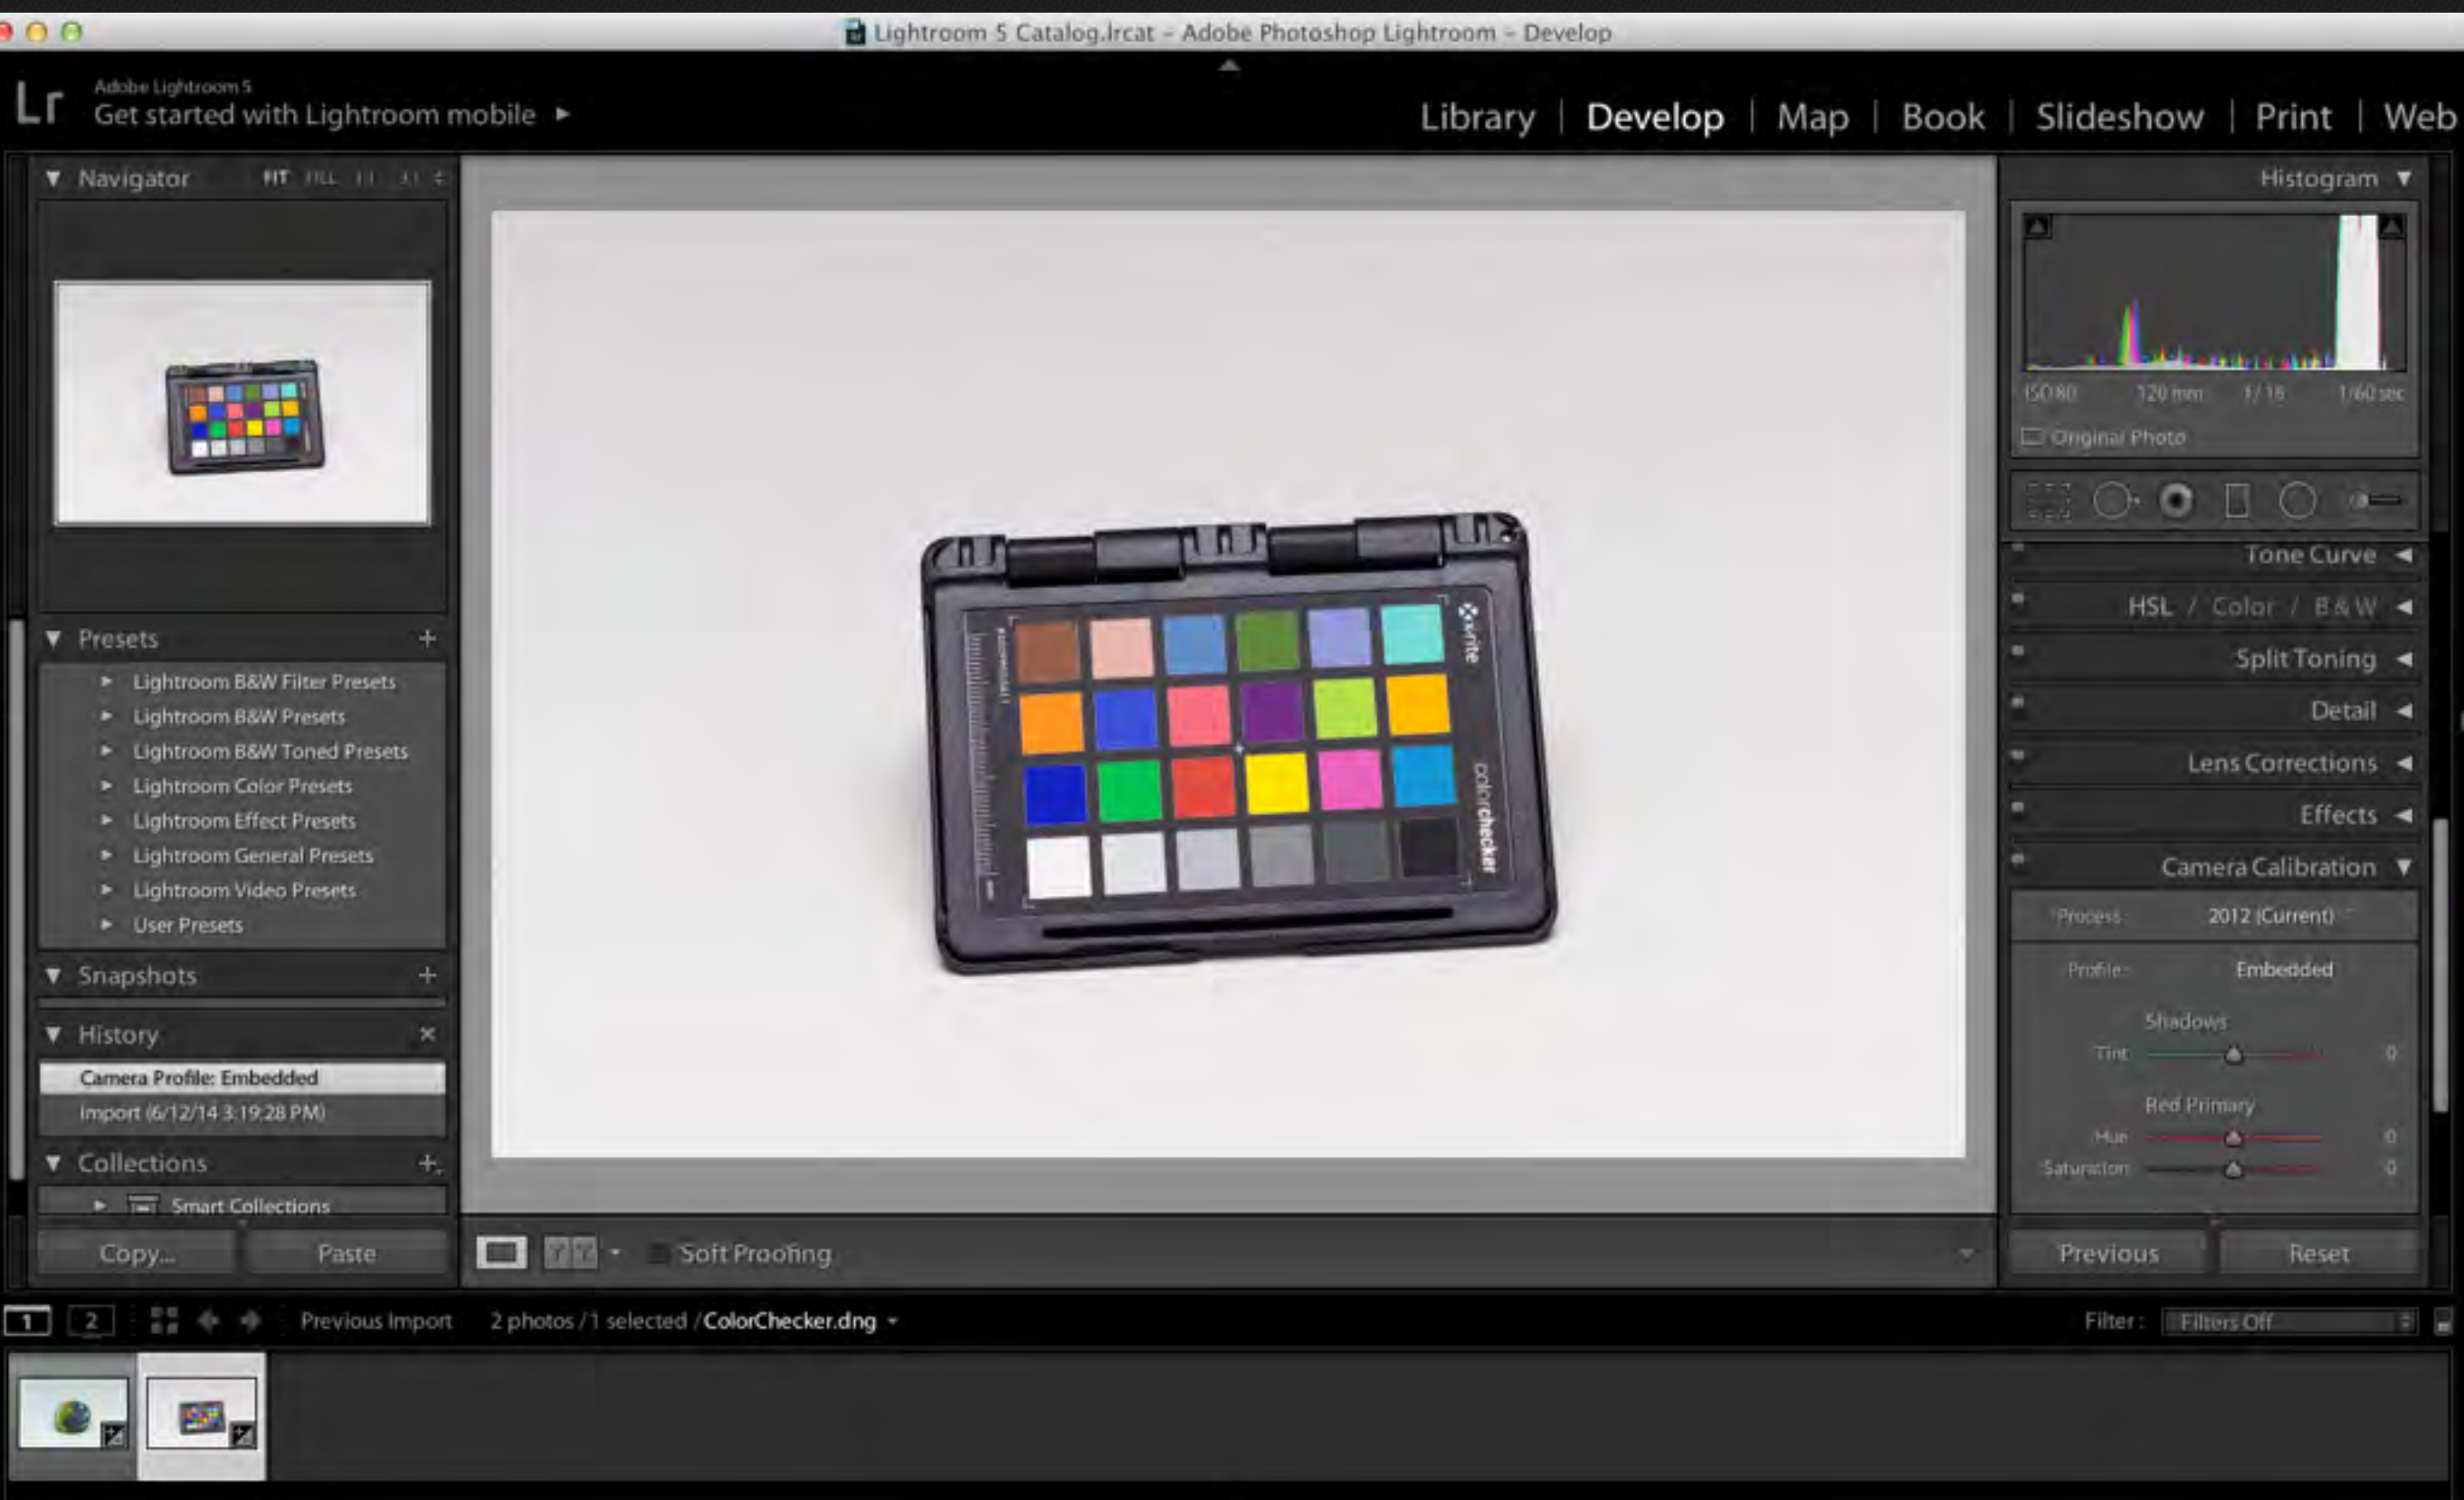 Lightroom 5 Catalog.lrcat – Adobe Photoshop Lightroom – Develop
Lr
Adobe Lightroom 5
Get started with Lightroom mobile
Library | Develop | Map | Book | Slideshow | Print | Web
Navigator
FIT FILL
Presets
Lightroom B&W Filter Presets
Lightroom B&W Presets
Lightroom B&W Toned Presets
Lightroom Color Presets
Lightroom Effect Presets
Lightroom General Presets
Lightroom Video Presets
User Presets
Snapshots
History
Camera Profile: Embedded
Import (6/12/14 3:19:28 PM)
Collections
Smart Collections
Copy...
Paste
x-rite
colorchecker
Soft Proofing
Histogram
ISO 80 120 mm f/16 1/60 sec
Original Photo
Tone Curve
HSL / Color / B & W
Split Toning
Detail
Lens Corrections
Effects
Camera Calibration
Process: 2012 (Current)
Profile: Embedded
Shadows
Tint 0
Red Primary
Hue 0
Saturation 0
Previous
Reset
1 2
Previous Import
2 photos / 1 selected / ColorChecker.dng
Filter: Filters Off